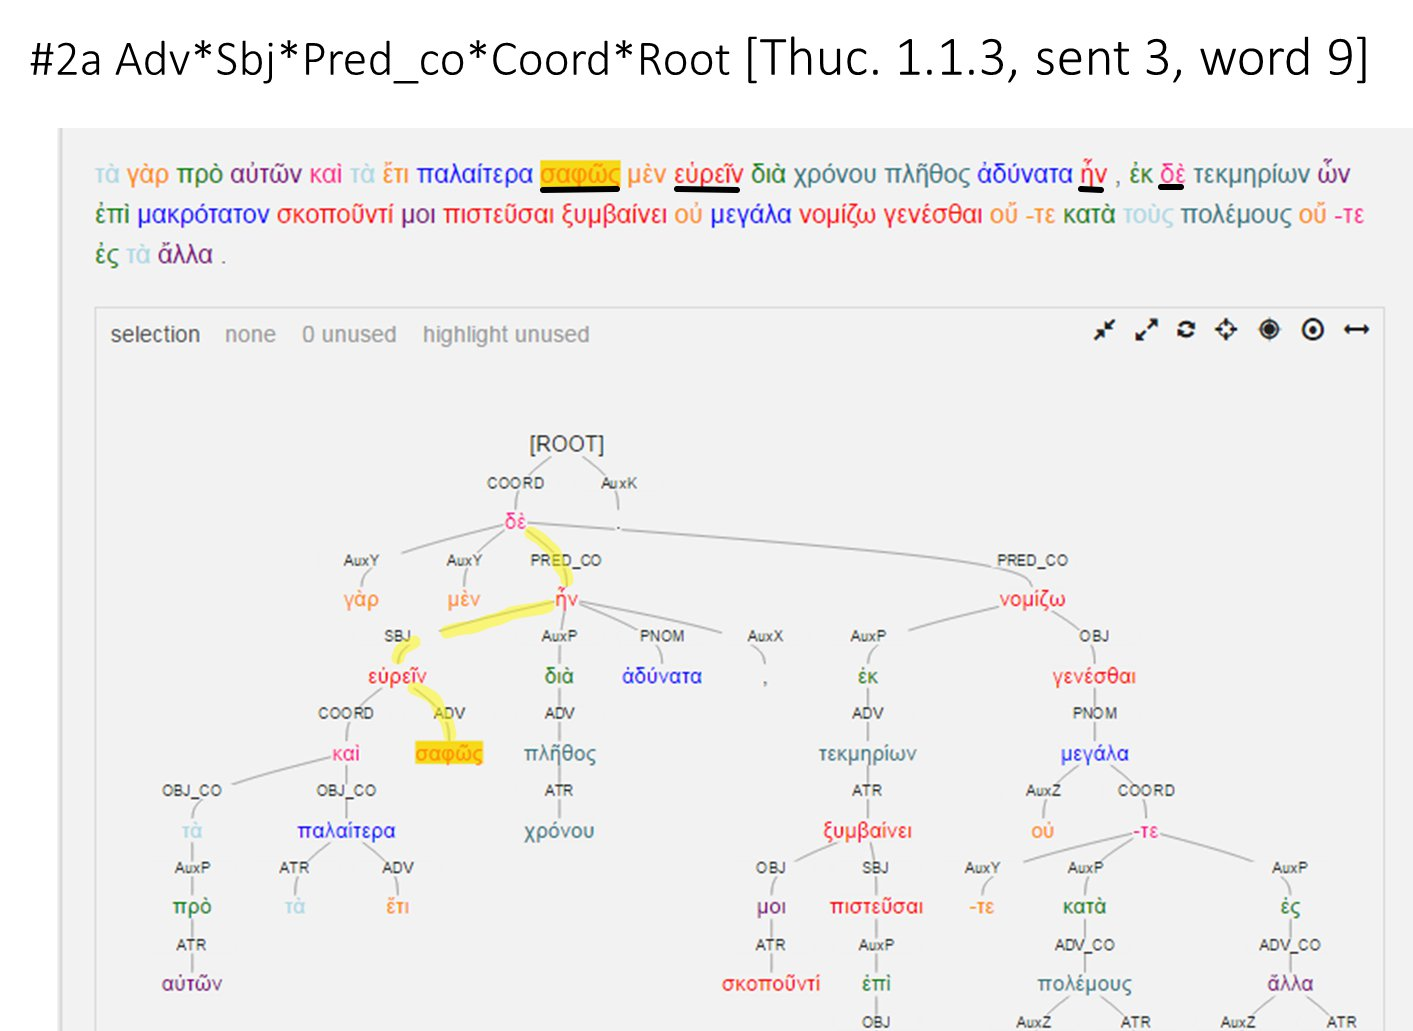 #2a Adv*Sbj*Pred_co*Coord*Root [Thuc. 1.1.3, sent 3, word 9]
τὰ γὰρ πρὸ αὐτῶν καὶ τὰ ἔτι παλαίτερα σαφῶς μὲν εὑρεῖν διὰ χρόνου πλῆθος ἀδύνατα ἦν , ἐκ δὲ τεκμηρίων ὧν
ἐπὶ μακρότατον σκοποῦντί μοι πιστεῦσαι ξυμβαίνει οὐ μεγάλα νομίζω γενέσθαι οὔ -τε κατὰ τοὺς πολέμους οὔ -τε
ἐς τὰ ἄλλα .
selection none 0 unused highlight unused
[ROOT]
COORD AuxK
δὲ .
AuxY AuxY PRED_CO PRED_CO
γὰρ μὲν ἦν νομίζω
SBJ AuxP PNOM AuxX AuxP OBJ
εὑρεῖν διὰ ἀδύνατα , ἐκ γενέσθαι
COORD ADV ADV ADV PNOM
καὶ σαφῶς πλῆθος τεκμηρίων μεγάλα
OBJ_CO OBJ_CO ATR ATR AuxZ COORD
τὰ παλαίτερα χρόνου ξυμβαίνει οὐ -τε
AuxP ATR ADV OBJ SBJ AuxY AuxP AuxP
πρὸ τὰ ἔτι μοι πιστεῦσαι -τε κατὰ ἐς
ATR ATR AuxP ADV_CO ADV_CO
αὐτῶν σκοποῦντί ἐπὶ πολέμους ἄλλα
OBJ AuxZ ATR AuxZ ATR